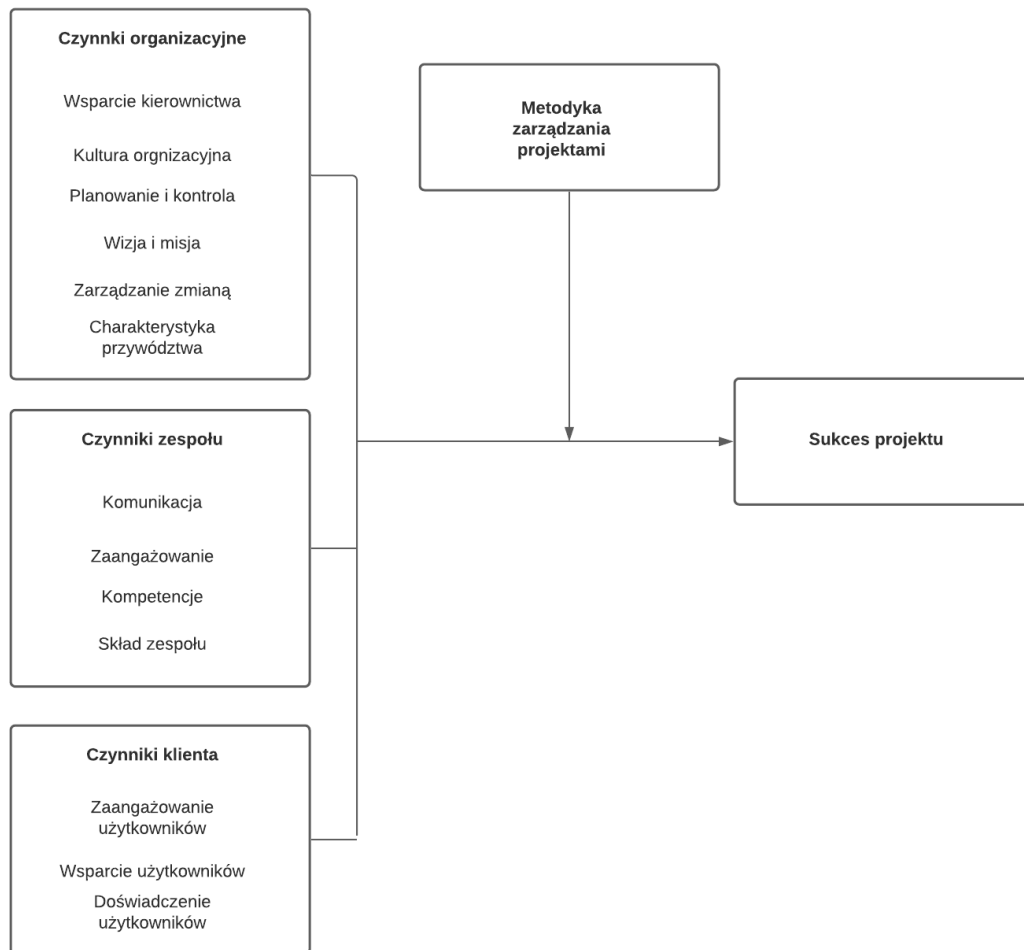 Czynnki organizacyjne
Wsparcie kierownictwa
Kultura orgnizacyjna
Planowanie i kontrola
Wizja i misja
Zarządzanie zmianą
Charakterystyka
przywództwa
Czynniki zespołu
Komunikacja
Zaangażowanie
Kompetencje
Skład zespołu
Czynniki klienta
Zaangażowanie
użytkowników
Wsparcie użytkowników
Doświadczenie
użytkowników
Metodyka
zarządzania
projektami
Sukces projektu